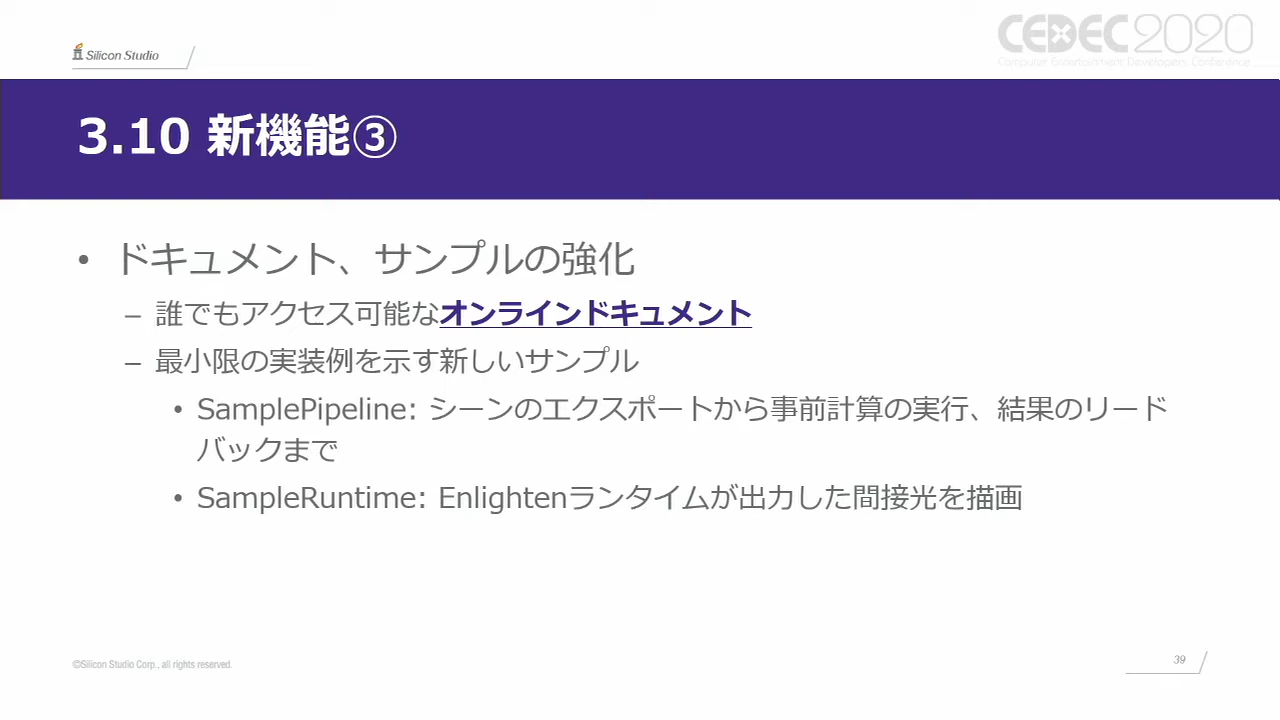 Silicon Studio
CEDEC2020
Computer Entertainment Developers Conference
3.10 新機能③
• ドキュメント、サンプルの強化
– 誰でもアクセス可能なオンラインドキュメント
– 最小限の実装例を示す新しいサンプル
• SamplePipeline: シーンのエクスポートから事前計算の実行、結果のリード
バックまで
• SampleRuntime: Enlightenランタイムが出力した間接光を描画
©Silicon Studio Corp., all rights reserved.
39